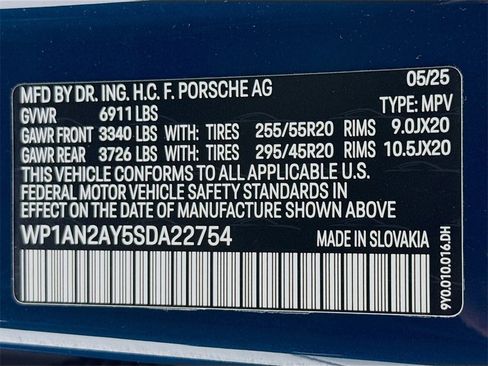 MFD BY DR. ING. H.C. F. PORSCHE AG 05/25
GVWR 6911 LBS TYPE: MPV
GAWR FRONT 3340 LBS WITH: TIRES 255/55R20 RIMS 9.0JX20
GAWR REAR 3726 LBS WITH: TIRES 295/45R20 RIMS 10.5JX20
THIS VEHICLE CONFORMS TO ALL APPLICABLE U.S.
FEDERAL MOTOR VEHICLE SAFETY STANDARDS IN
EFFECT ON THE DATE OF MANUFACTURE SHOWN ABOVE
WP1AN2AY5SDA22754 MADE IN SLOVAKIA
9Y0.010.016.DH